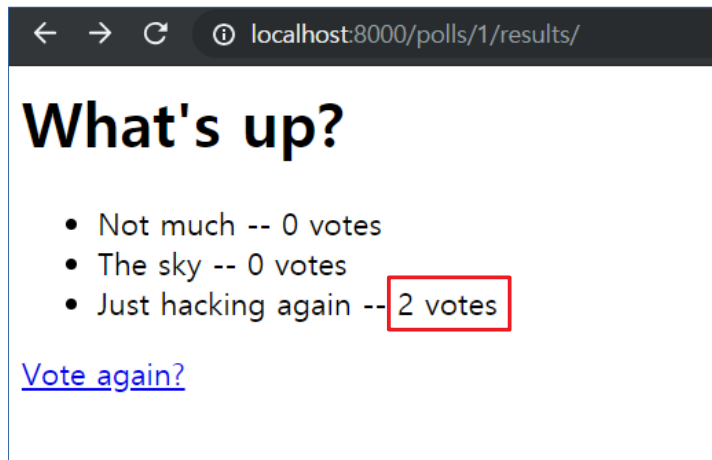 localhost:8000/polls/1/results/
What's up?
Not much -- 0 votes
The sky -- 0 votes
Just hacking again -- 2 votes
Vote again?